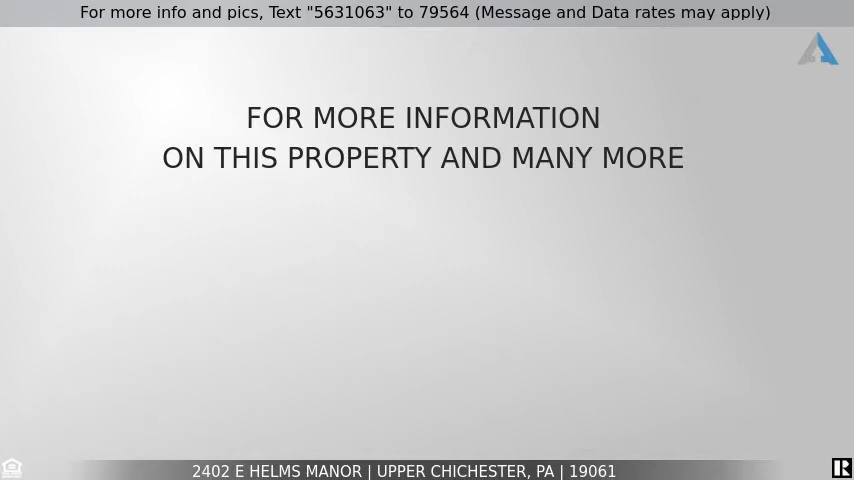 For more info and pics, Text "5631063" to 79564 (Message and Data rates may apply)
FOR MORE INFORMATION
ON THIS PROPERTY AND MANY MORE
2402 E HELMS MANOR | UPPER CHICHESTER, PA | 19061